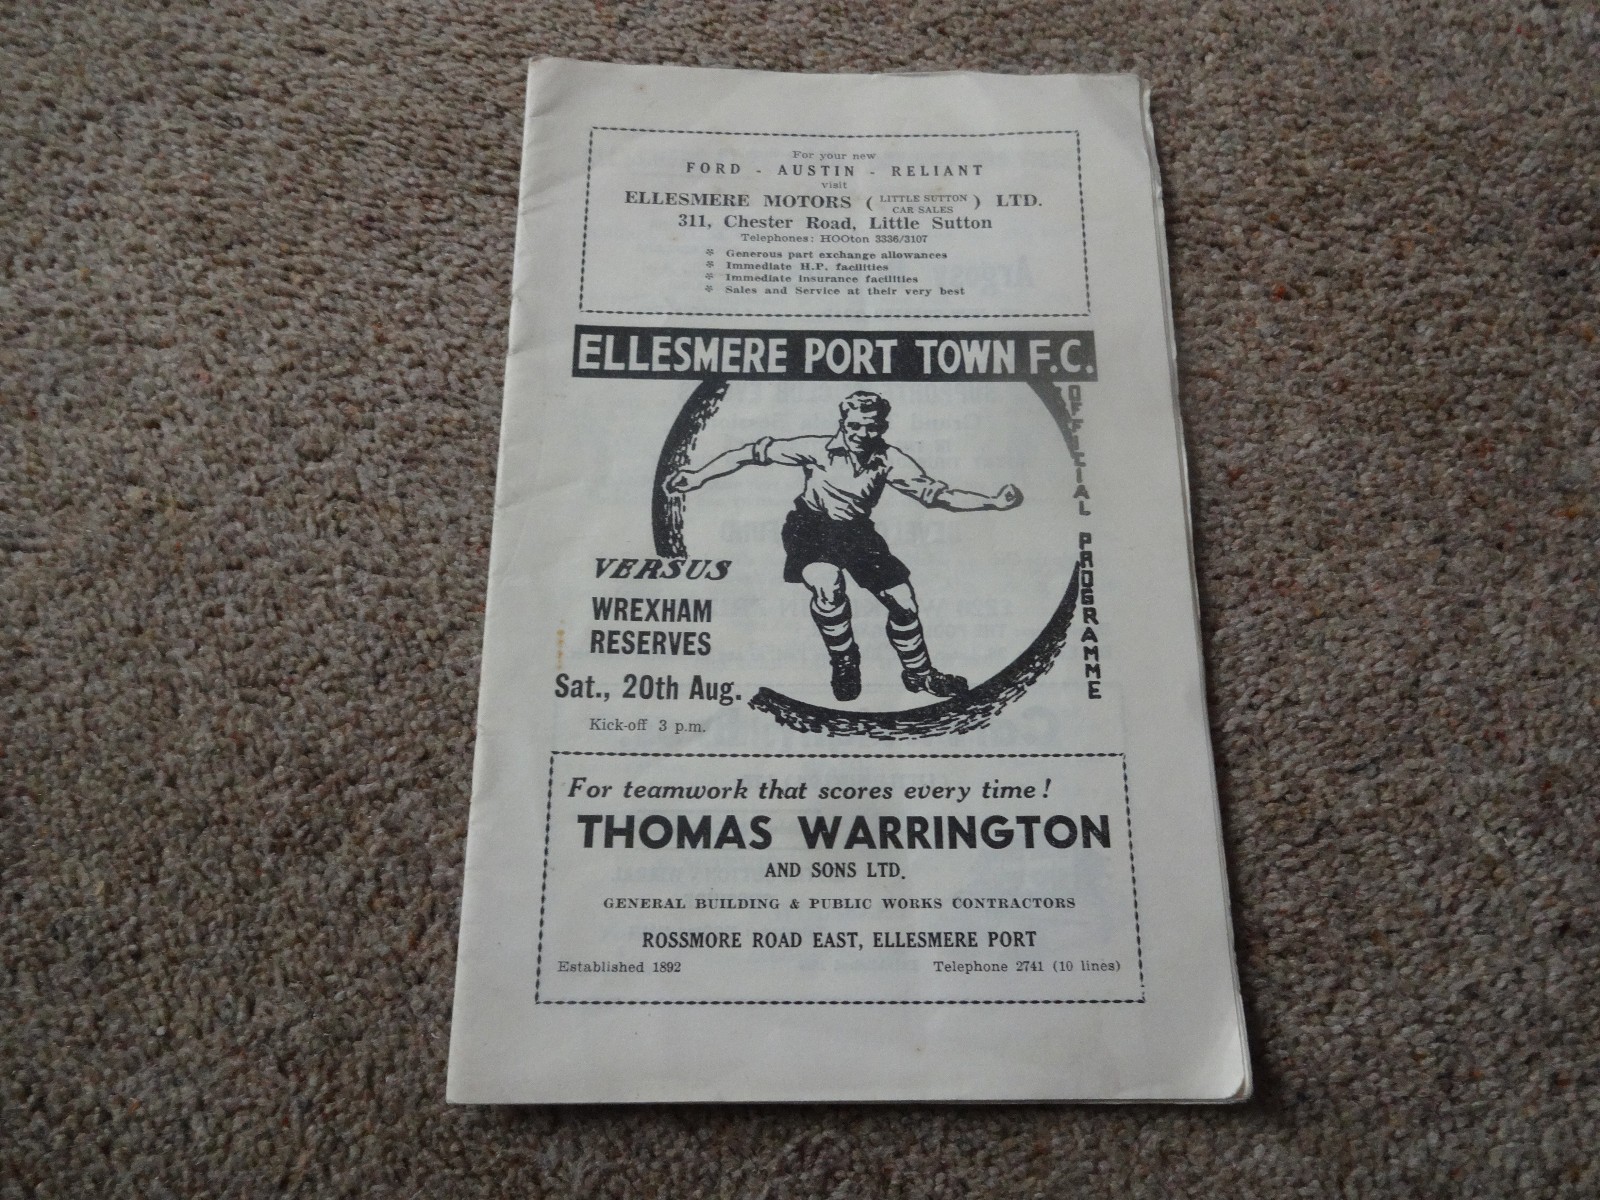 For your new
FORD - AUSTIN - RELIANT
visit
ELLESMERE MOTORS (LITTLE SUTTON CAR SALES) LTD.
311, Chester Road, Little Sutton
Telephones: HOOton 3336/3107
* Generous part exchange allowances
* Immediate H.P. facilities
* Immediate insurance facilities
* Sales and Service at their very best
ELLESMERE PORT TOWN F.C.
OFFICIAL PROGRAMME
VERSUS
WREXHAM
RESERVES
Sat., 20th Aug.
Kick-off 3 p.m.
For teamwork that scores every time!
THOMAS WARRINGTON
AND SONS LTD.
GENERAL BUILDING & PUBLIC WORKS CONTRACTORS
ROSSMORE ROAD EAST, ELLESMERE PORT
Established 1892 Telephone 2741 (10 lines)